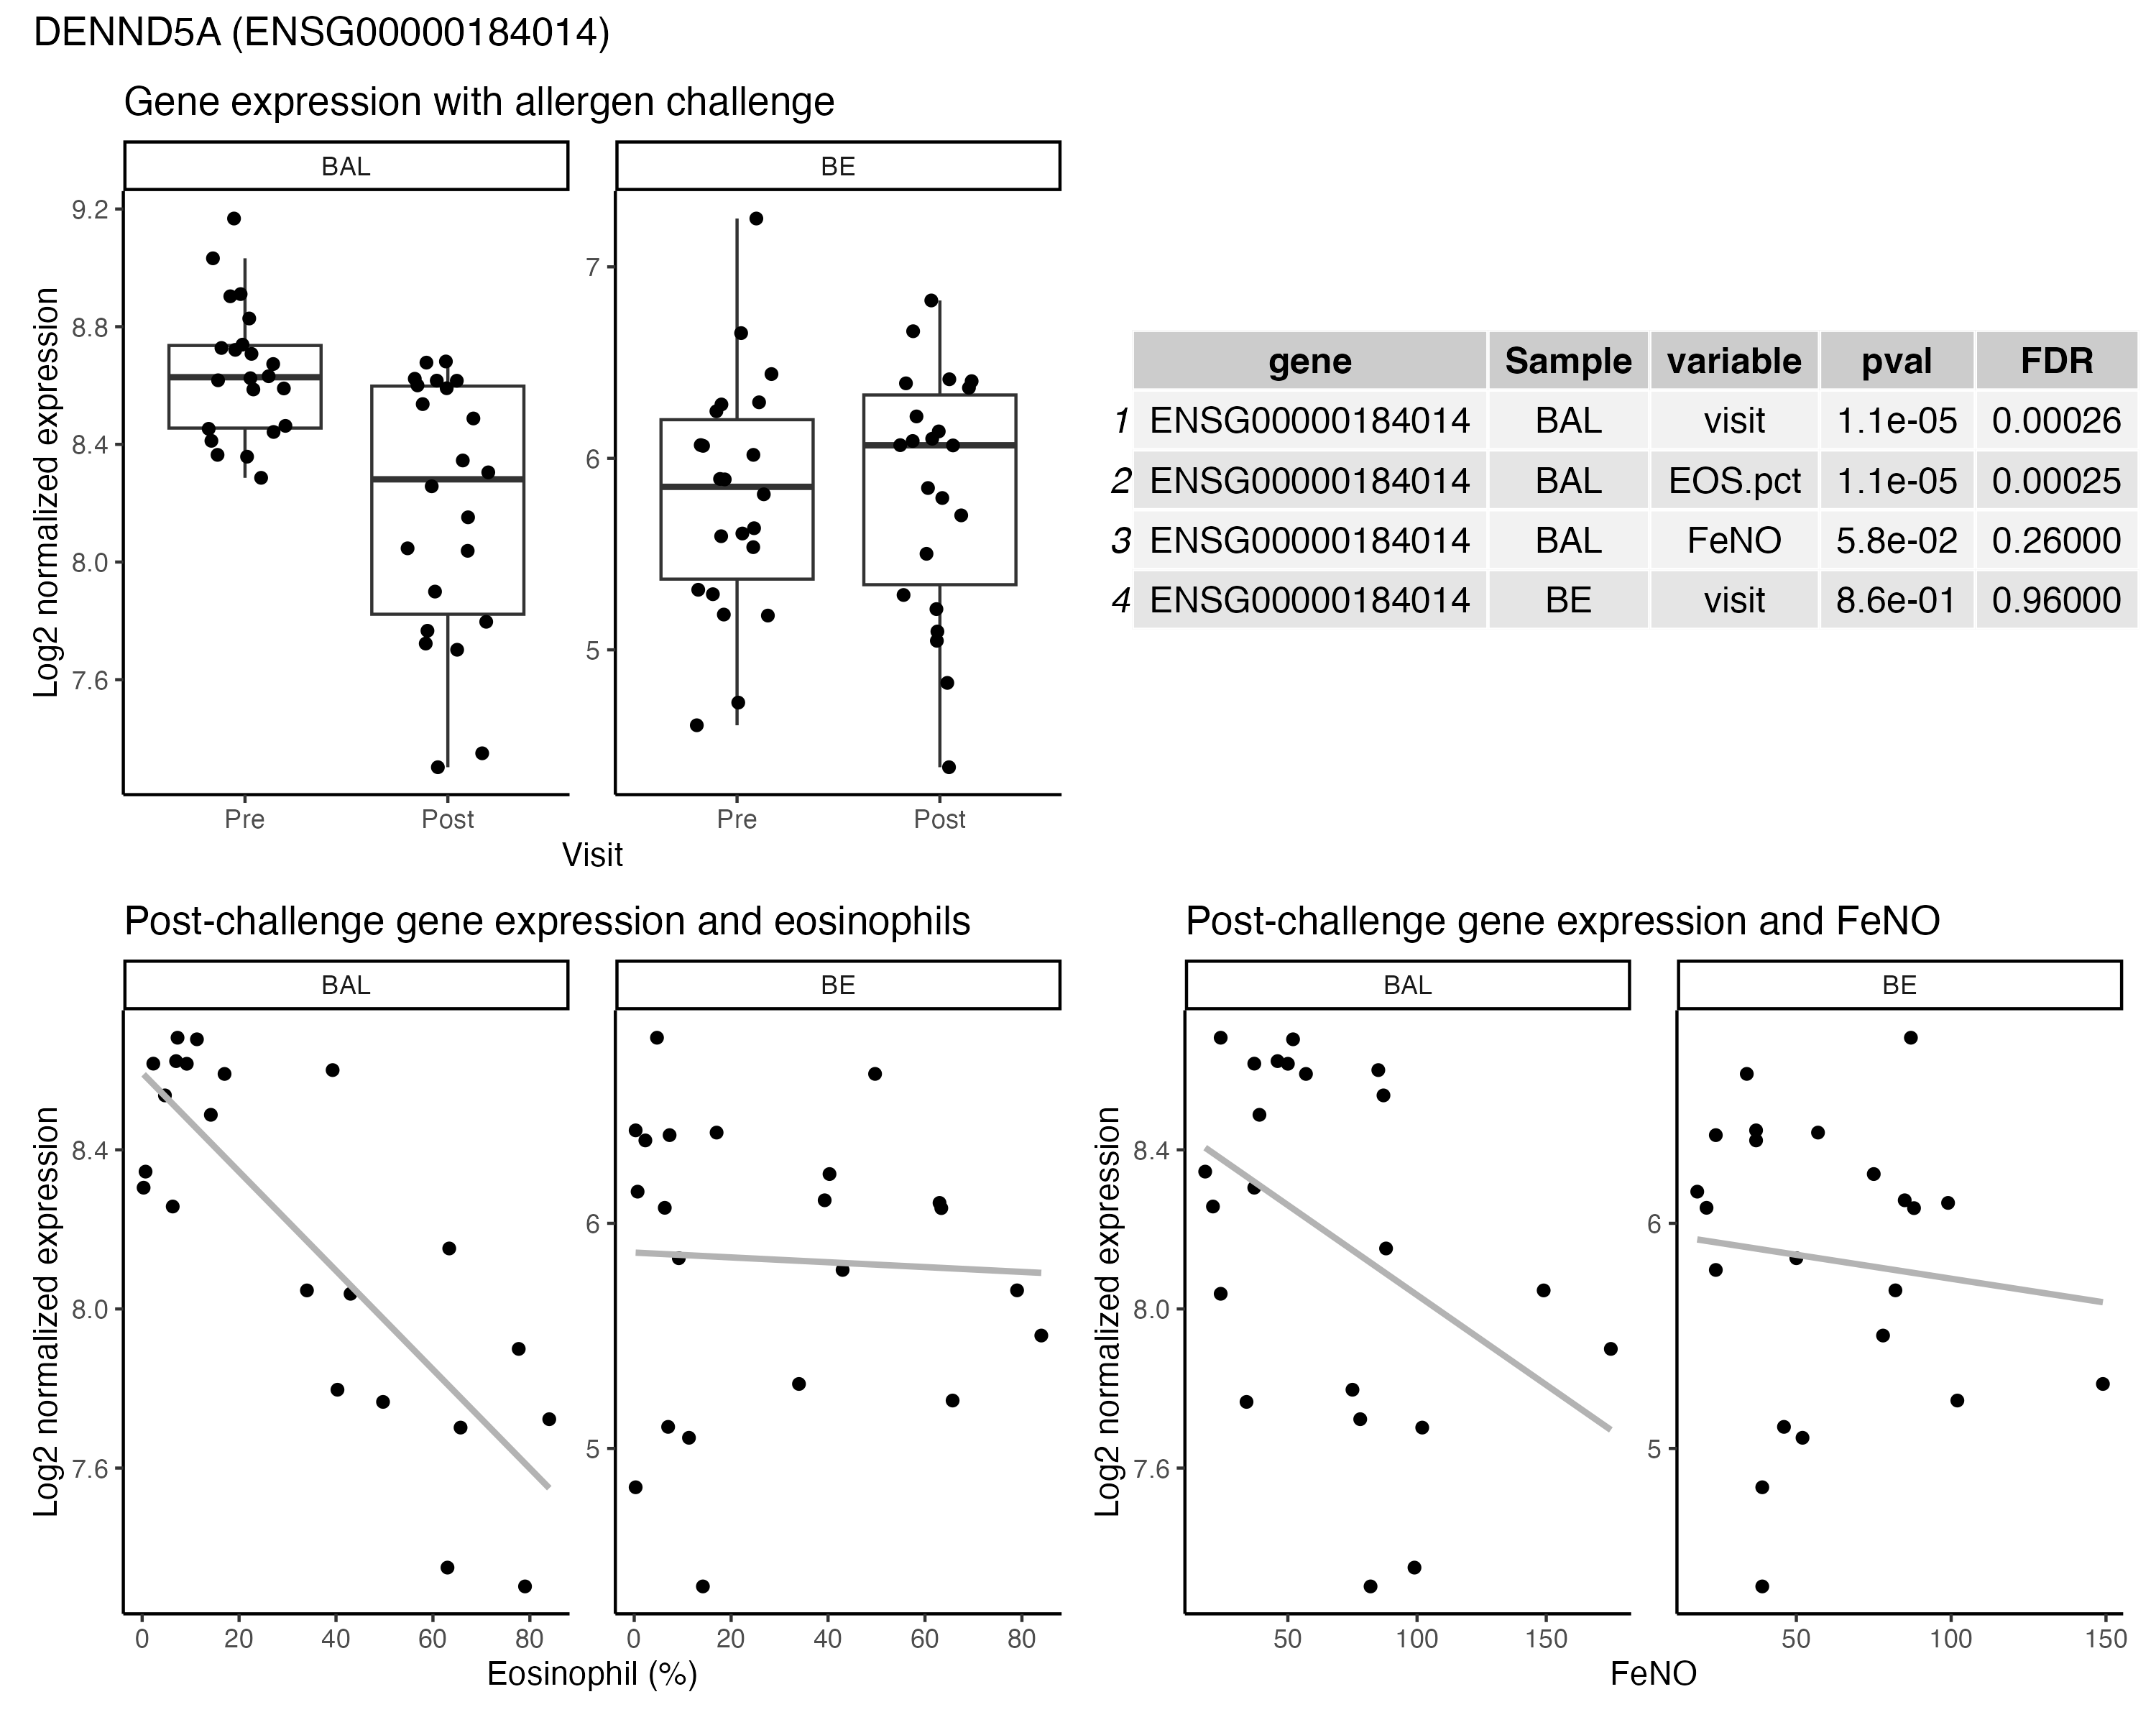 DENND5A (ENSG00000184014)
Gene expression with allergen challenge
BAL
BE
Log2 normalized expression
9.2
8.8
8.4
8.0
7.6
7
6
5
Pre
Post
Pre
Post
Visit
gene Sample variable pval FDR
1 ENSG00000184014 BAL visit 1.1e-05 0.00026
2 ENSG00000184014 BAL EOS.pct 1.1e-05 0.00025
3 ENSG00000184014 BAL FeNO 5.8e-02 0.26000
4 ENSG00000184014 BE visit 8.6e-01 0.96000
Post-challenge gene expression and eosinophils
BAL
BE
Log2 normalized expression
8.4
8.0
7.6
6
5
0 20 40 60 80
0 20 40 60 80
Eosinophil (%)
Post-challenge gene expression and FeNO
BAL
BE
Log2 normalized expression
8.4
8.0
7.6
6
5
50 100 150
50 100 150
FeNO